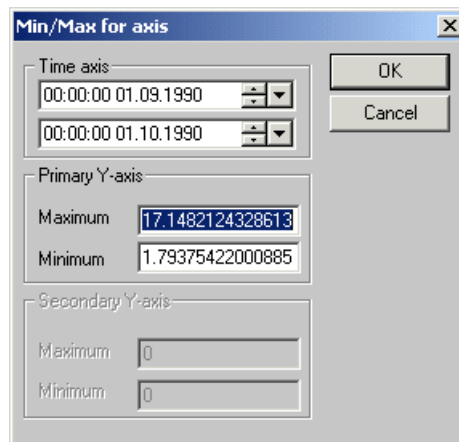 Min/Max for axis
Time axis
00:00:00 01.09.1990
00:00:00 01.10.1990
OK
Cancel
Primary Y-axis
Maximum 17.1482124328613
Minimum 1.79375422000885
Secondary Y-axis
Maximum 0
Minimum 0